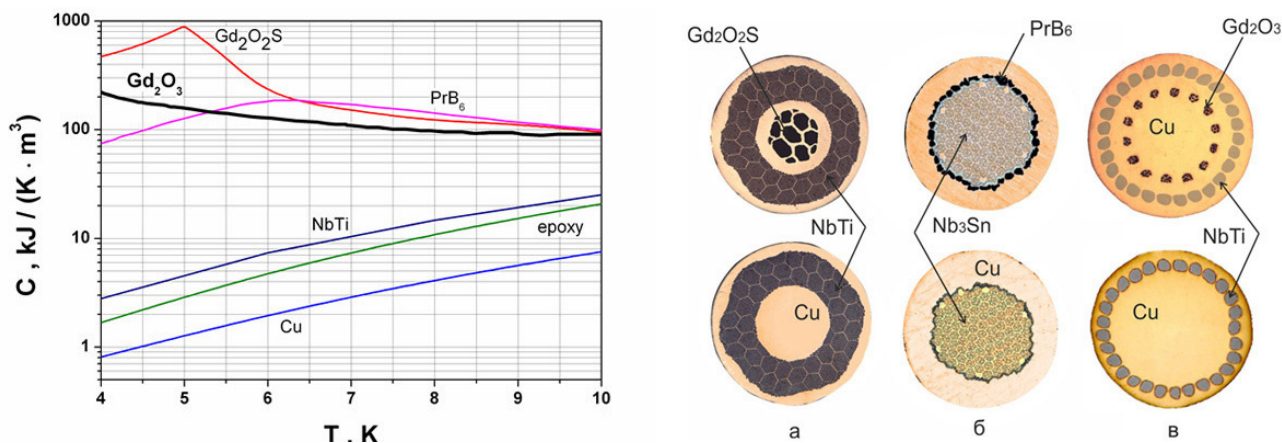 1000
100
10
1
C , kJ / (K · m³)
Gd₂O₂S
Gd₂O₃
PrB₆
NbTi
epoxy
Cu
4 5 6 7 8 9 10
T , K
Gd₂O₂S PrB₆ Gd₂O₃
Cu
NbTi Nb₃Sn NbTi
Cu Cu Cu
а б в